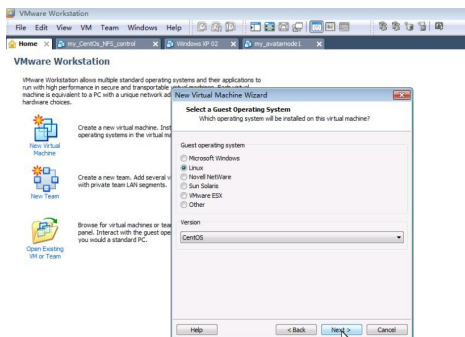 VMware Workstation
File Edit View VM Team Windows Help
Home X my_CentOs_NFS_control X Windows XP 02 X my_avatarnode1 X
VMware Workstation
VMware Workstation allows multiple standard operating systems and their applications to
run with high performance in secure and transportable
machine is equivalent to a PC with a unique network ad
hardware choices.
New Virtual Machine Wizard
Select a Guest Operating System
Which operating system will be installed on this virtual machine?
New Virtual
Machine
Create a new virtual machine. Inst
operating systems in the virtual ma
Guest operating system
Microsoft Windows
Linux
Novell NetWare
Sun Solaris
VMware ESX
Other
New Team
Create a new team. Add several v
with private team LAN segments.
Version
CentOS
Open Existing
VM or Team
Browse for virtual machines or tea
panel. Interact with the guest ope
you would a standard PC.
Help < Back Next > Cancel